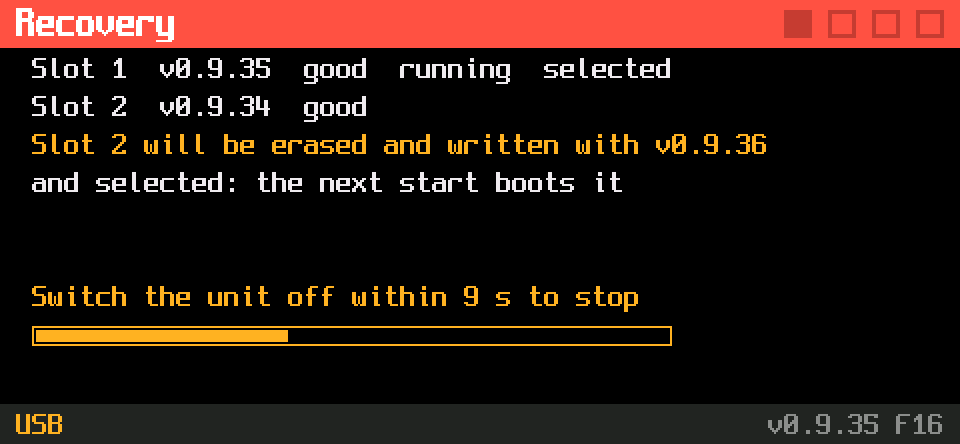 Recovery
Slot 1  v0.9.35  good  running  selected
Slot 2  v0.9.34  good
Slot 2 will be erased and written with v0.9.36
and selected: the next start boots it
Switch the unit off within 9 s to stop
USB
v0.9.35 F16